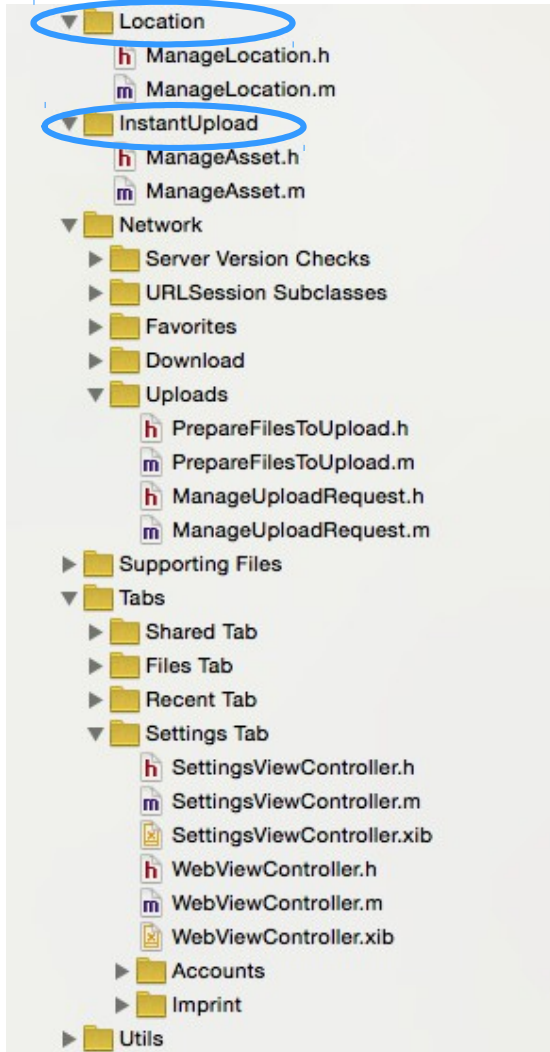 Location
h ManageLocation.h
m ManageLocation.m
InstantUpload
h ManageAsset.h
m ManageAsset.m
Network
Server Version Checks
URLSession Subclasses
Favorites
Download
Uploads
h PrepareFilesToUpload.h
m PrepareFilesToUpload.m
h ManageUploadRequest.h
m ManageUploadRequest.m
Supporting Files
Tabs
Shared Tab
Files Tab
Recent Tab
Settings Tab
h SettingsViewController.h
m SettingsViewController.m
SettingsViewController.xib
h WebViewController.h
m WebViewController.m
WebViewController.xib
Accounts
Imprint
Utils